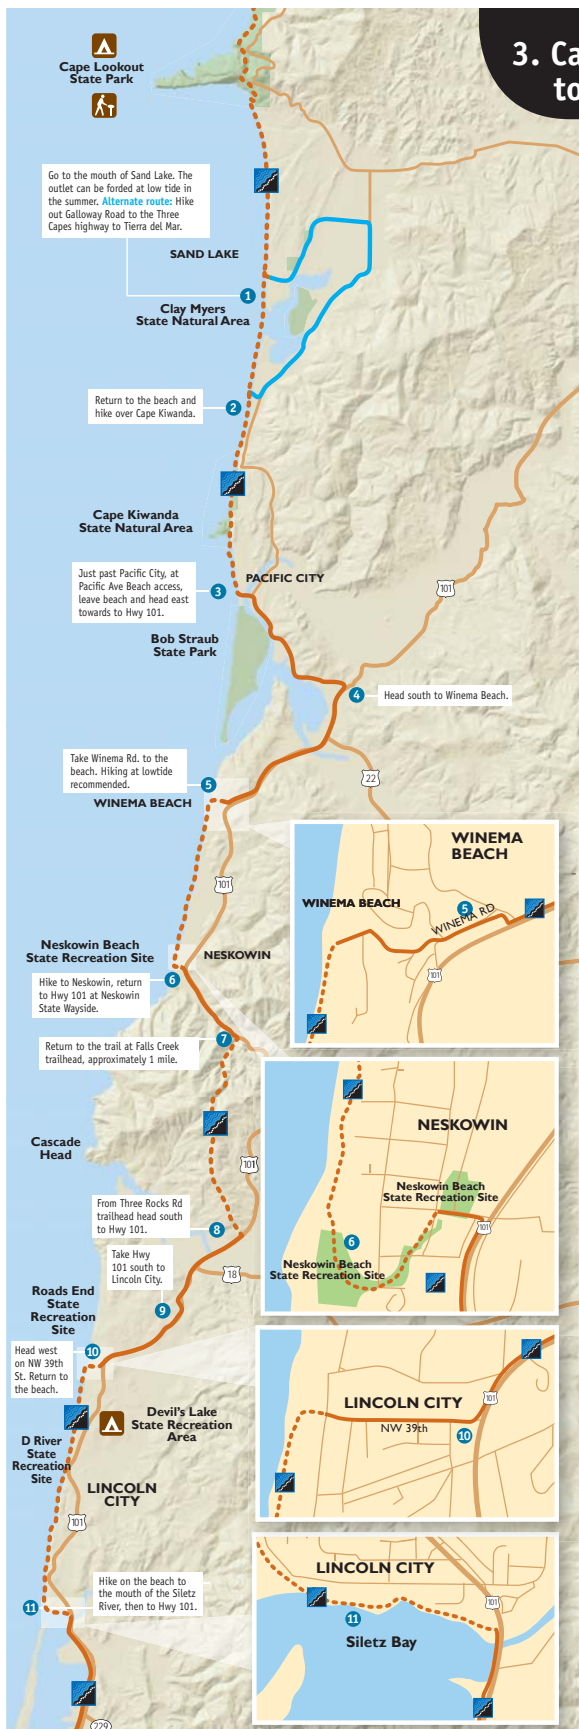 3. Ca
to
Cape Lookout
State Park
Go to the mouth of Sand Lake. The
outlet can be forded at low tide in
the summer. Alternate route: Hike
out Galloway Road to the Three
Capes highway to Tierra del Mar.
SAND LAKE
1
Clay Myers
State Natural Area
Return to the beach and
hike over Cape Kiwanda.
2
Cape Kiwanda
State Natural Area
Just past Pacific City, at
Pacific Ave Beach access,
leave beach and head east
towards to Hwy 101.
3
PACIFIC CITY
101
Bob Straub
State Park
4
Head south to Winema Beach.
Take Winema Rd. to the
beach. Hiking at lowtide
recommended.
5
22
WINEMA BEACH
101
WINEMA
BEACH
WINEMA BEACH
5
WINEMA RD
101
Neskowin Beach
State Recreation Site
NESKOWIN
6
Hike to Neskowin, return
to Hwy 101 at Neskowin
State Wayside.
7
Return to the trail at Falls Creek
trailhead, approximately 1 mile.
Cascade
Head
101
NESKOWIN
Neskowin Beach
State Recreation Site
101
6
Neskowin Beach
State Recreation Site
From Three Rocks Rd
trailhead head south
to Hwy 101.
8
Take Hwy
101 south to
Lincoln City.
18
9
Roads End
State
Recreation
Site
10
Head west
on NW 39th
St. Return to
the beach.
LINCOLN CITY
101
NW 39th
10
Devil's Lake
State Recreation
Area
D River
State
Recreation
Site
LINCOLN
CITY
101
Hike on the beach to
the mouth of the Siletz
River, then to Hwy 101.
11
LINCOLN CITY
101
11
Siletz Bay
229